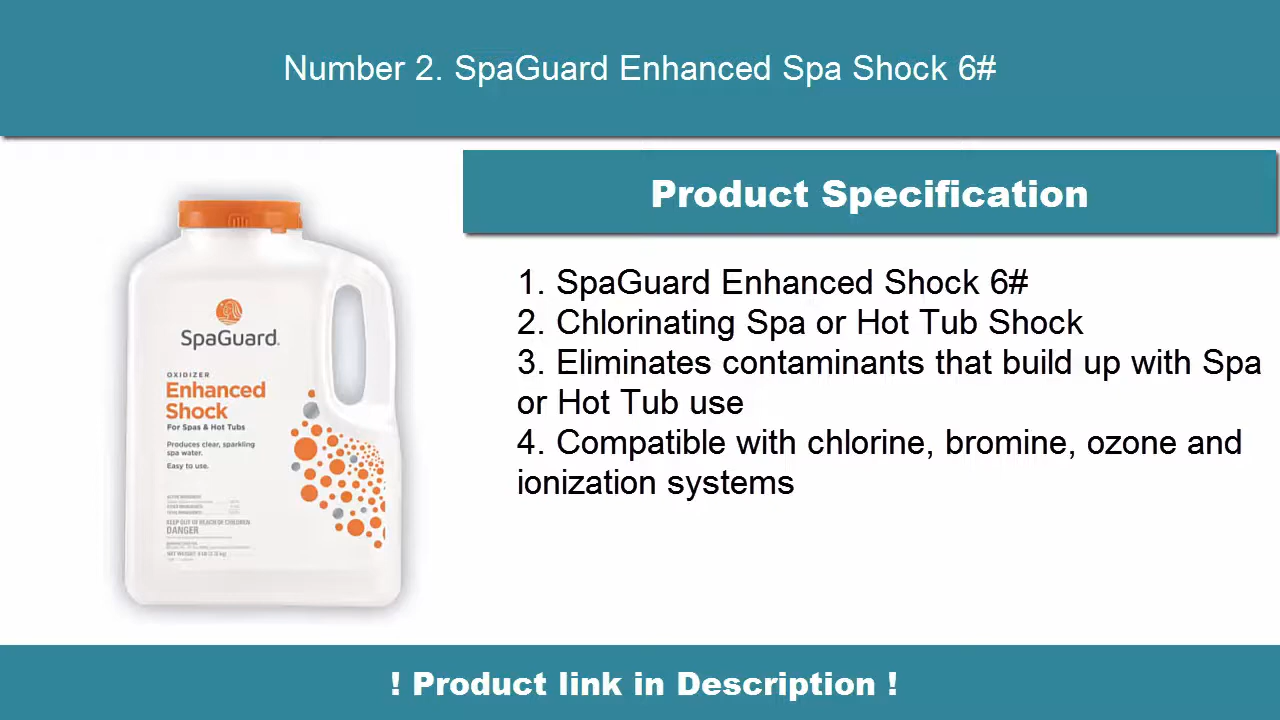 Number 2. SpaGuard Enhanced Spa Shock 6#
Product Specification
1. SpaGuard Enhanced Shock 6#
2. Chlorinating Spa or Hot Tub Shock
3. Eliminates contaminants that build up with Spa
or Hot Tub use
4. Compatible with chlorine, bromine, ozone and
ionization systems
SpaGuard
OXIDIZER
Enhanced
Shock
For Spas & Hot Tubs
Produces clear, sparkling
spa water.
Easy to use.
KEEP OUT OF REACH OF CHILDREN
DANGER
! Product link in Description !